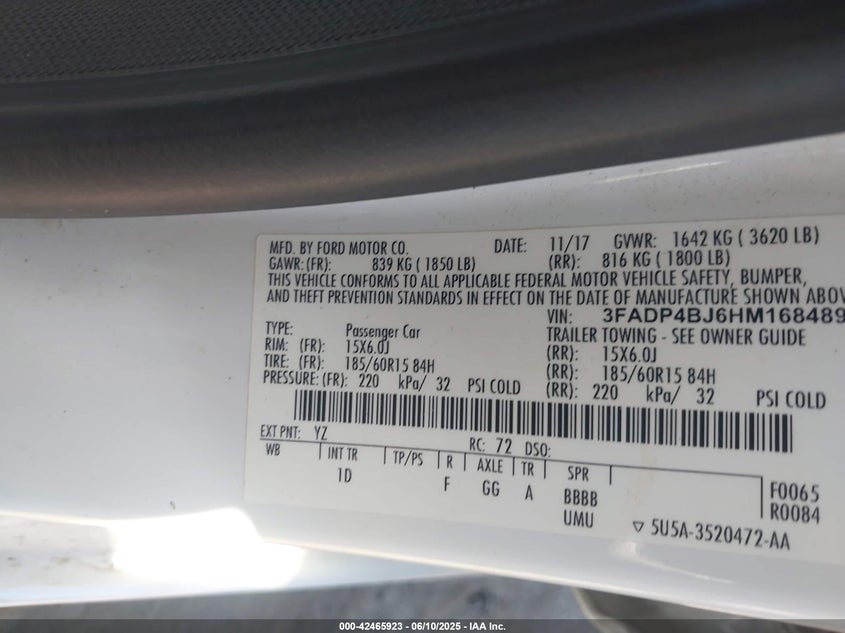 MFD. BY FORD MOTOR CO. DATE: 11/17 GVWR: 1642 KG ( 3620 LB)
GAWR: (FR): 839 KG ( 1850 LB) (RR): 816 KG ( 1800 LB)
THIS VEHICLE CONFORMS TO ALL APPLICABLE FEDERAL MOTOR VEHICLE SAFETY, BUMPER,
AND THEFT PREVENTION STANDARDS IN EFFECT ON THE DATE OF MANUFACTURE SHOWN ABOV
VIN: 3FADP4BJ6HM168489
TYPE: Passenger Car TRAILER TOWING - SEE OWNER GUIDE
RIM: (FR): 15X6.0J (RR): 15X6.0J
TIRE: (FR): 185/60R15 84H (RR): 185/60R15 84H
PRESSURE: (FR): 220 kPa/ 32 PSI COLD (RR): 220 kPa/ 32 PSI COLD
EXT PNT: YZ RC: 72 DSO:
WB INT TR TP/PS R AXLE TR SPR
1D F GG A BBBB F0065
UMU R0084
▽ 5U5A-3520472-AA
000-42465923 - 06/10/2025 - IAA Inc.